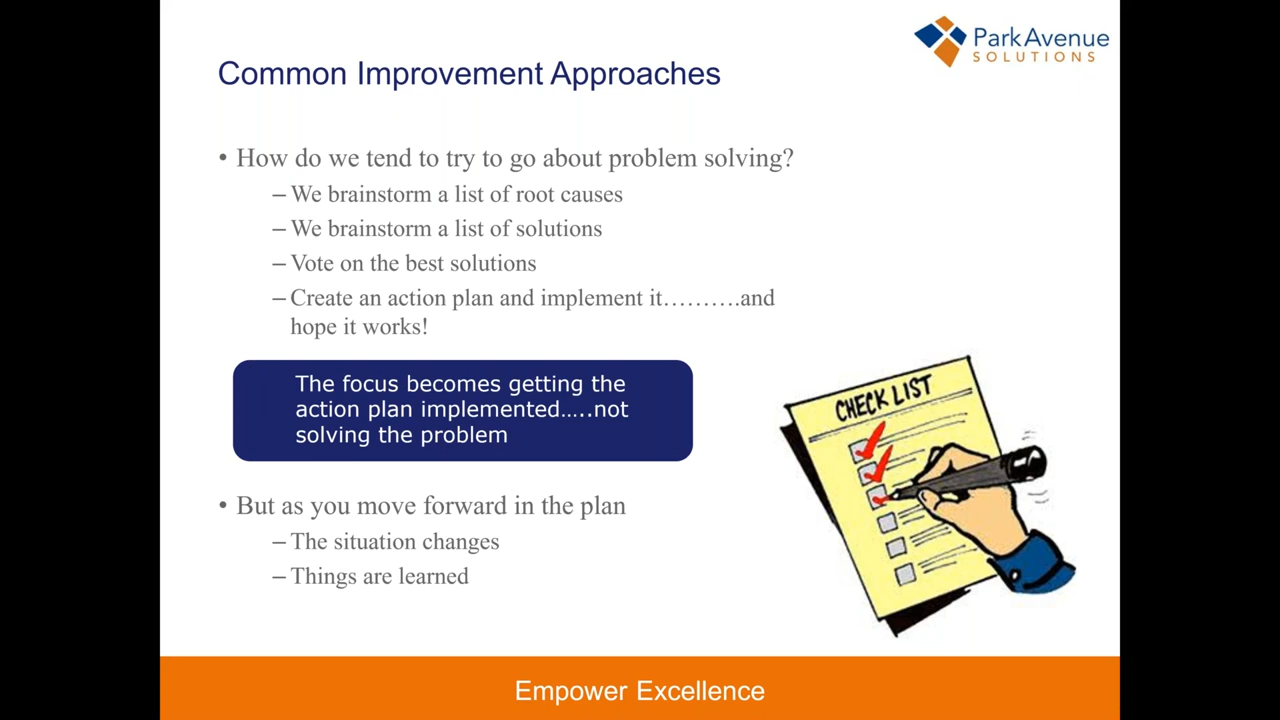 ParkAvenue
SOLUTIONS
Common Improvement Approaches
• How do we tend to try to go about problem solving?
– We brainstorm a list of root causes
– We brainstorm a list of solutions
– Vote on the best solutions
– Create an action plan and implement it……….and
hope it works!
The focus becomes getting the
action plan implemented…..not
solving the problem
CHECK LIST
• But as you move forward in the plan
– The situation changes
– Things are learned
Empower Excellence